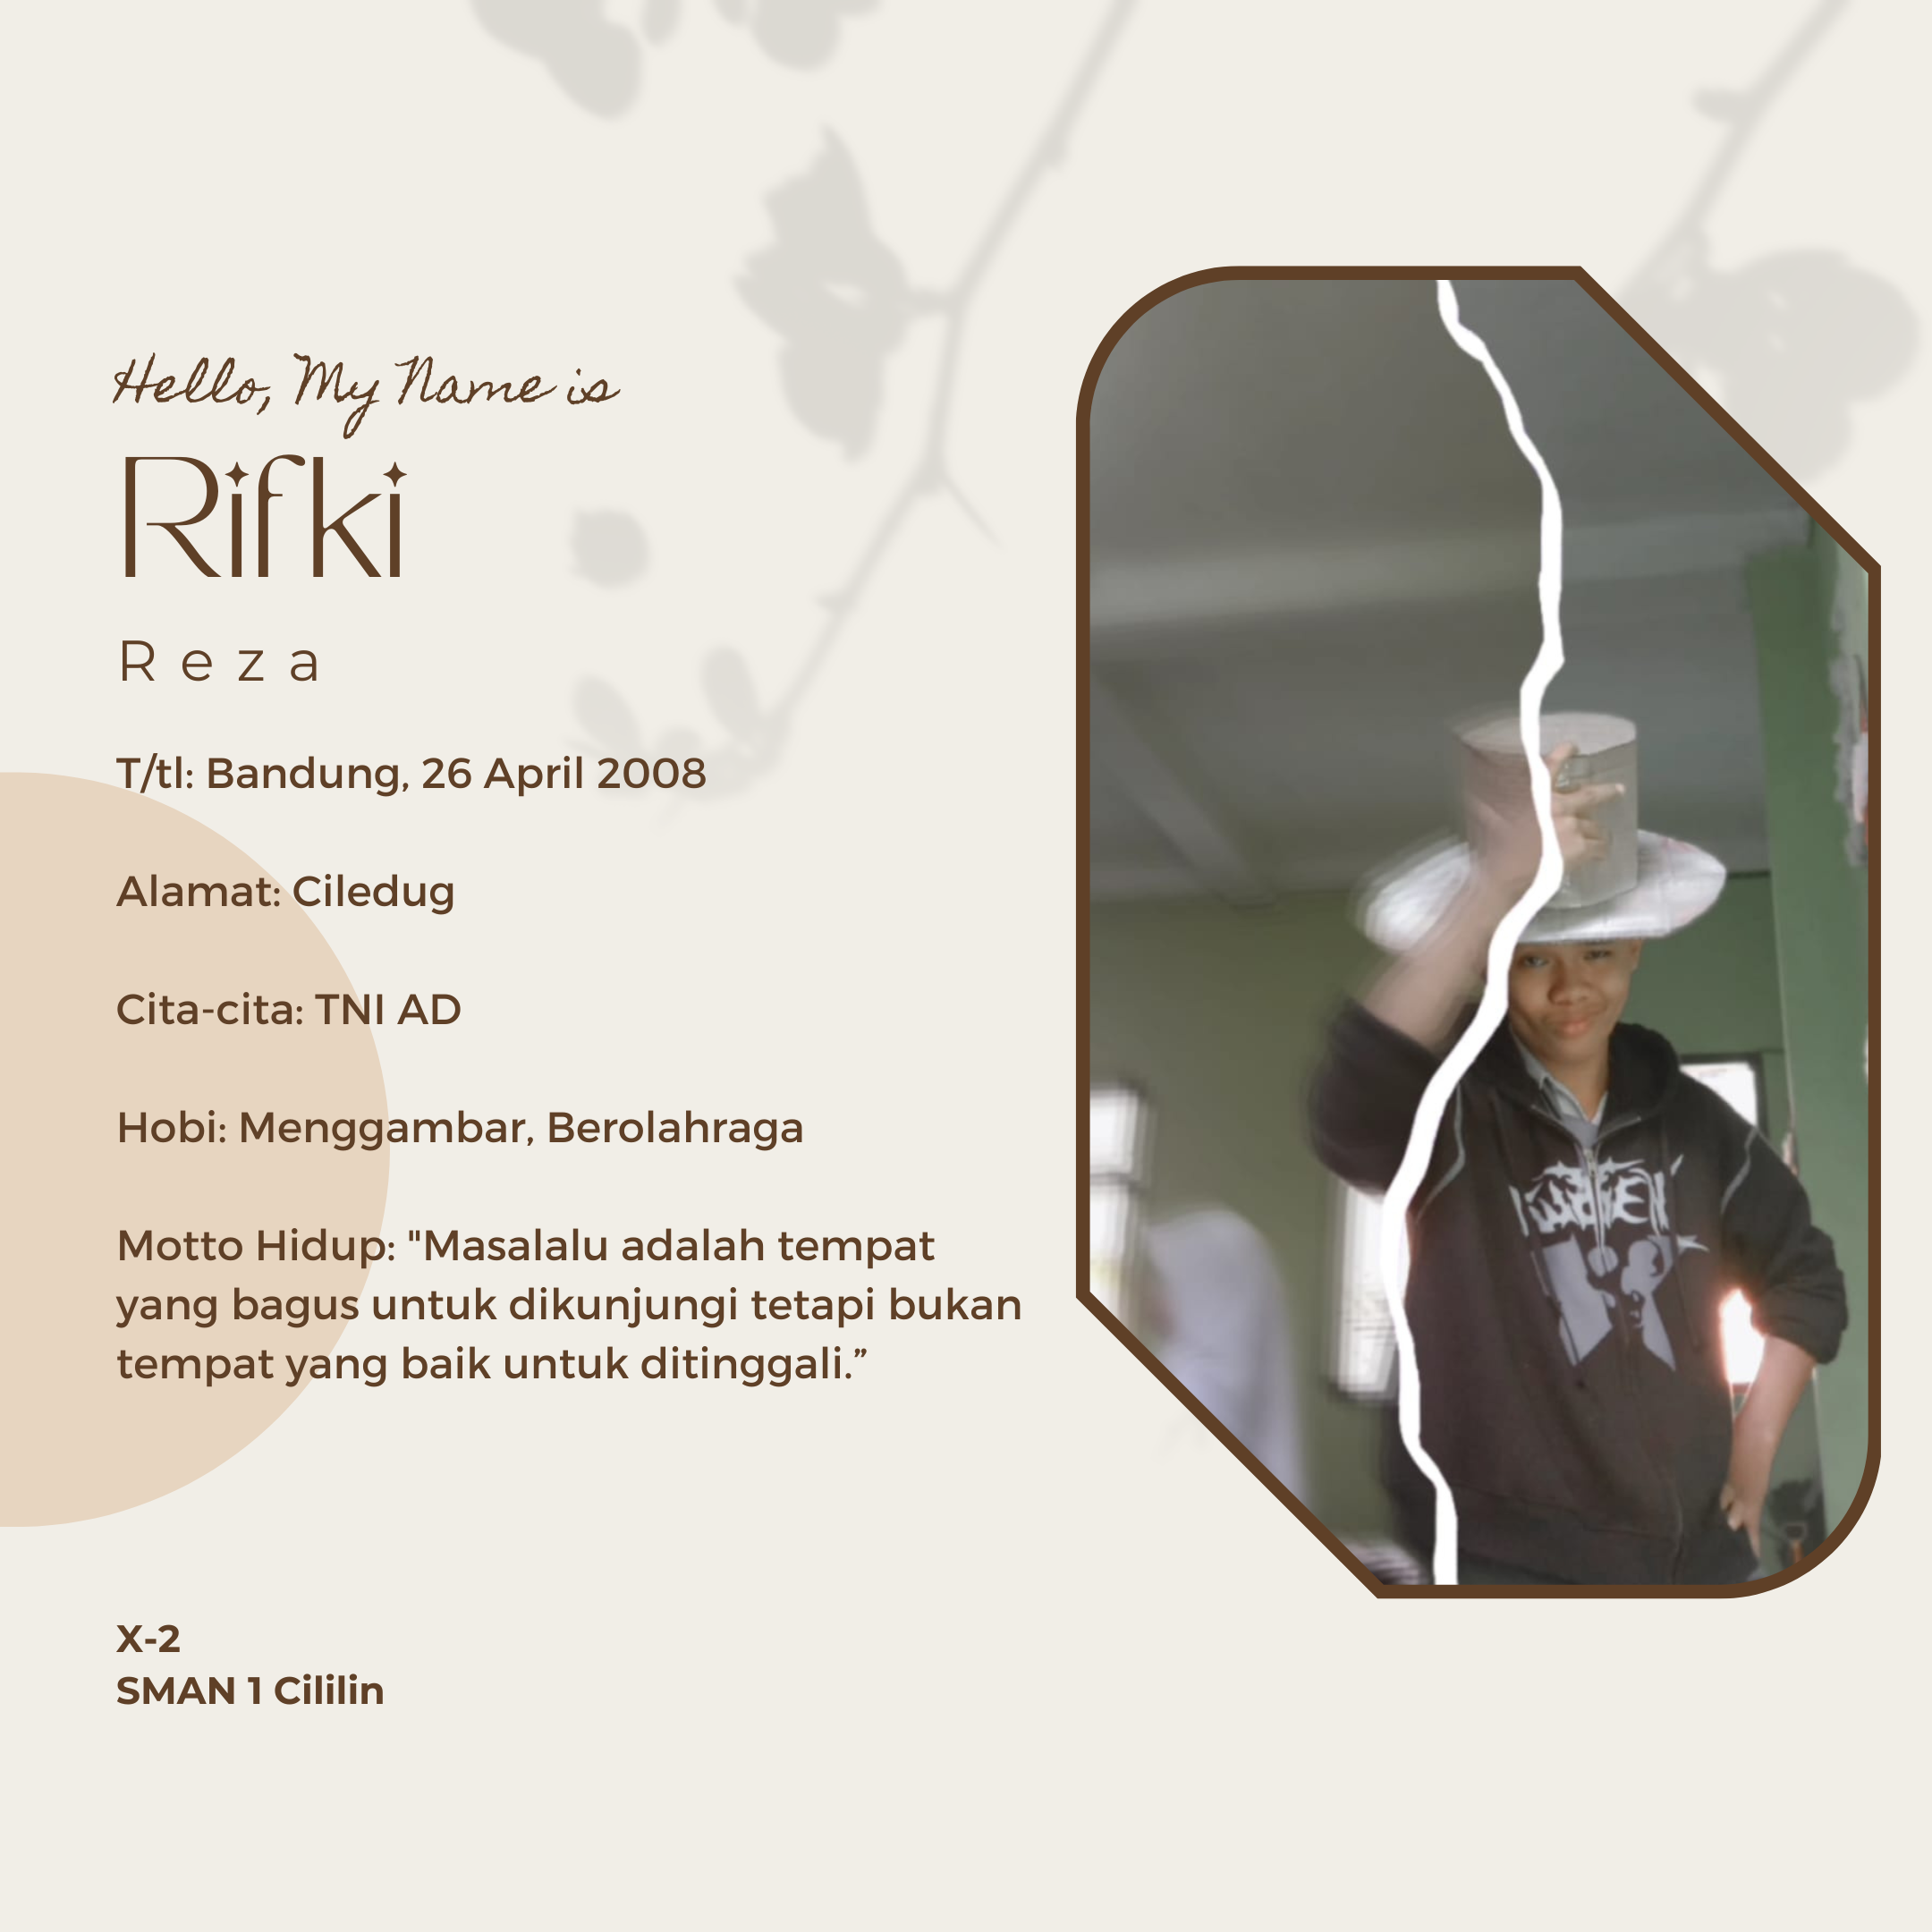 Hello, My Name is
Rifki
Reza
T/tl: Bandung, 26 April 2008
Alamat: Ciledug
Cita-cita: TNI AD
Hobi: Menggambar, Berolahraga
Motto Hidup: "Masalalu adalah tempat
yang bagus untuk dikunjungi tetapi bukan
tempat yang baik untuk ditinggali.”
X-2
SMAN 1 Cililin